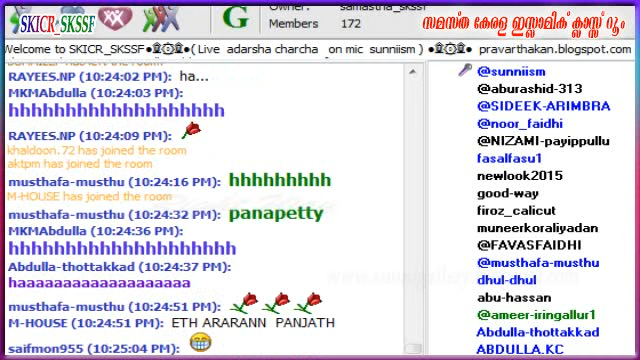 SKICR SKSSF
G
Owner: samastha_skssf
Members 172
സമസ്ത കേരള ഇസ്ലാമിക് ക്ലാസ്സ് റൂം
Welcome to SKICR_SKSSF●۩۞۩●( Live adarsha charcha on mic sunniism ) ●۩۞۩● pravarthakan.blogspot.com
RAYEES.NP (10:24:02 PM): ha...
MKMAbdulla (10:24:03 PM):
hhhhhhhhhhhhhhhhhhhh
RAYEES.NP (10:24:09 PM):
khaldoon.72 has joined the room
aktpm has joined the room
musthafa-musthu (10:24:16 PM): hhhhhhhhh
M-HOUSE has joined the room
musthafa-musthu (10:24:32 PM): panapetty
MKMAbdulla (10:24:36 PM):
hhhhhhhhhhhhhhhhhhhhh
Abdulla-thottakkad (10:24:37 PM):
haaaaaaaaaaaaaaaaaaa
musthafa-musthu (10:24:51 PM):
M-HOUSE (10:24:51 PM): ETH ARARANN PANJATH
saifmon955 (10:25:04 PM):
@sunniism
@aburashid-313
@SIDEEK-ARIMBRA
@noor_faidhi
@NIZAMI-payippullu
fasalfasu1
newlook2015
good-way
firoz_calicut
muneerkoraliyadan
@FAVASFAIDHI
@musthafa-musthu
dhul-dhul
abu-hassan
@ameer-iringallur1
Abdulla-thottakkad
ABDULLA.KC